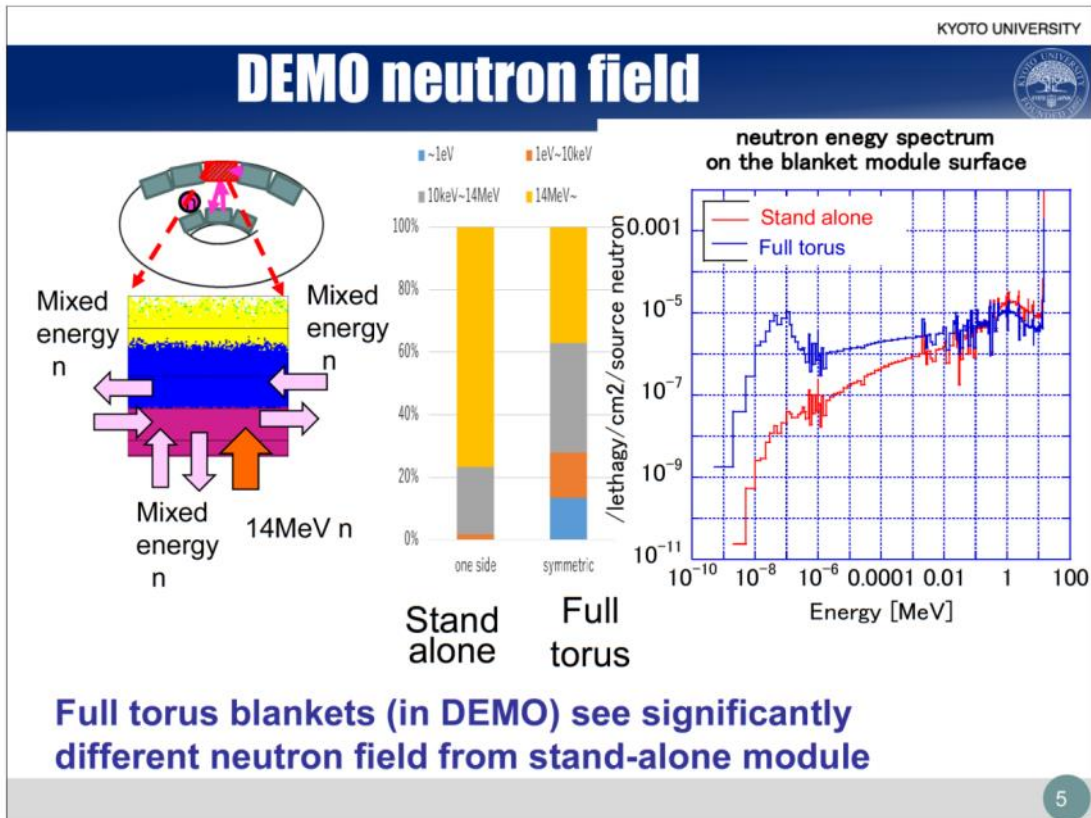 KYOTO UNIVERSITY
DEMO neutron field
Mixed
energy
n
Mixed
energy
n
Mixed
energy
n
14MeV n
~1eV
1eV~10keV
10keV~14MeV
14MeV~
100%
80%
60%
40%
20%
0%
one side
symmetric
Stand
alone
Full
torus
neutron enegy spectrum
on the blanket module surface
Stand alone
Full torus
/lethagy/cm2/source neutron
0.001
10⁻⁵
10⁻⁷
10⁻⁹
10⁻¹¹
10⁻¹⁰
10⁻⁸
10⁻⁶
0.0001
0.01
1
100
Energy [MeV]
Full torus blankets (in DEMO) see significantly
different neutron field from stand-alone module
5